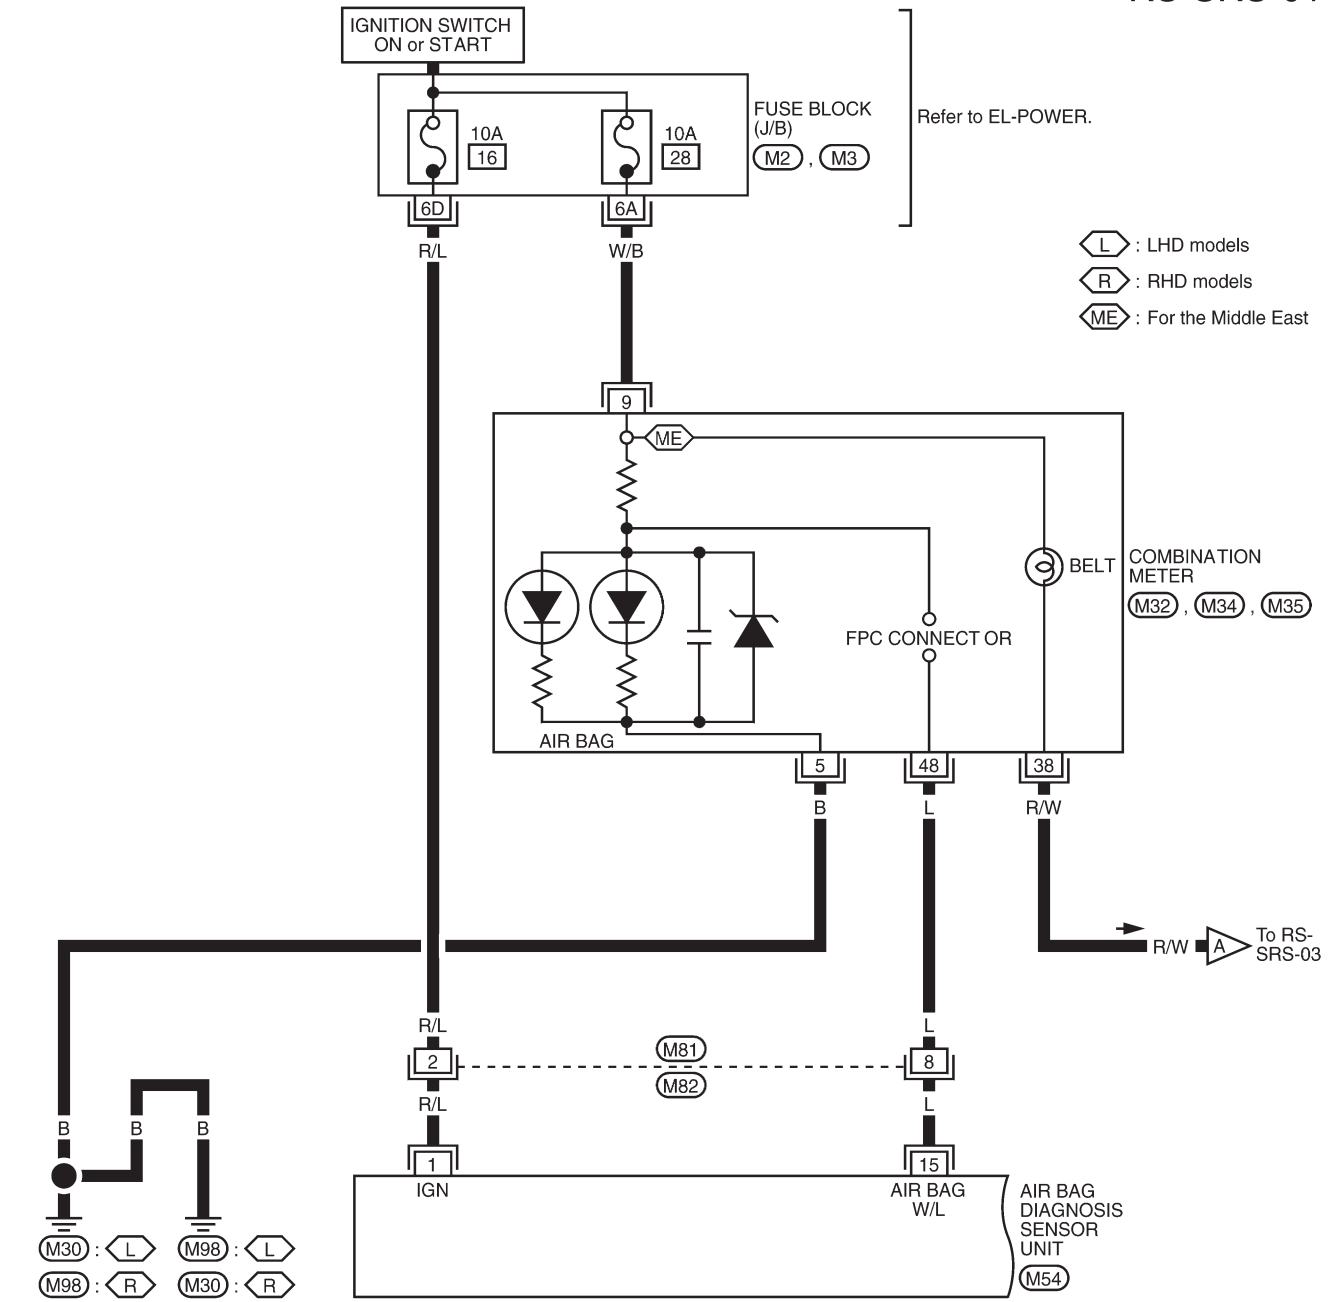 IGNITION SWITCH
ON or START
10A
16
10A
28
FUSE BLOCK
(J/B)
M2 , M3
Refer to EL-POWER.
6D
6A
R/L
W/B
L : LHD models
R : RHD models
ME : For the Middle East
9
ME
BELT
COMBINATION
METER
M32 , M34 , M35
FPC CONNECT OR
AIR BAG
5
48
38
B
L
R/W
R/W
A
To RS-
SRS-03
R/L
L
M81
2
8
M82
R/L
L
B
B
B
1
15
IGN
AIR BAG
W/L
AIR BAG
DIAGNOSIS
SENSOR
UNIT
M54
M30 : L
M98 : L
M98 : R
M30 : R